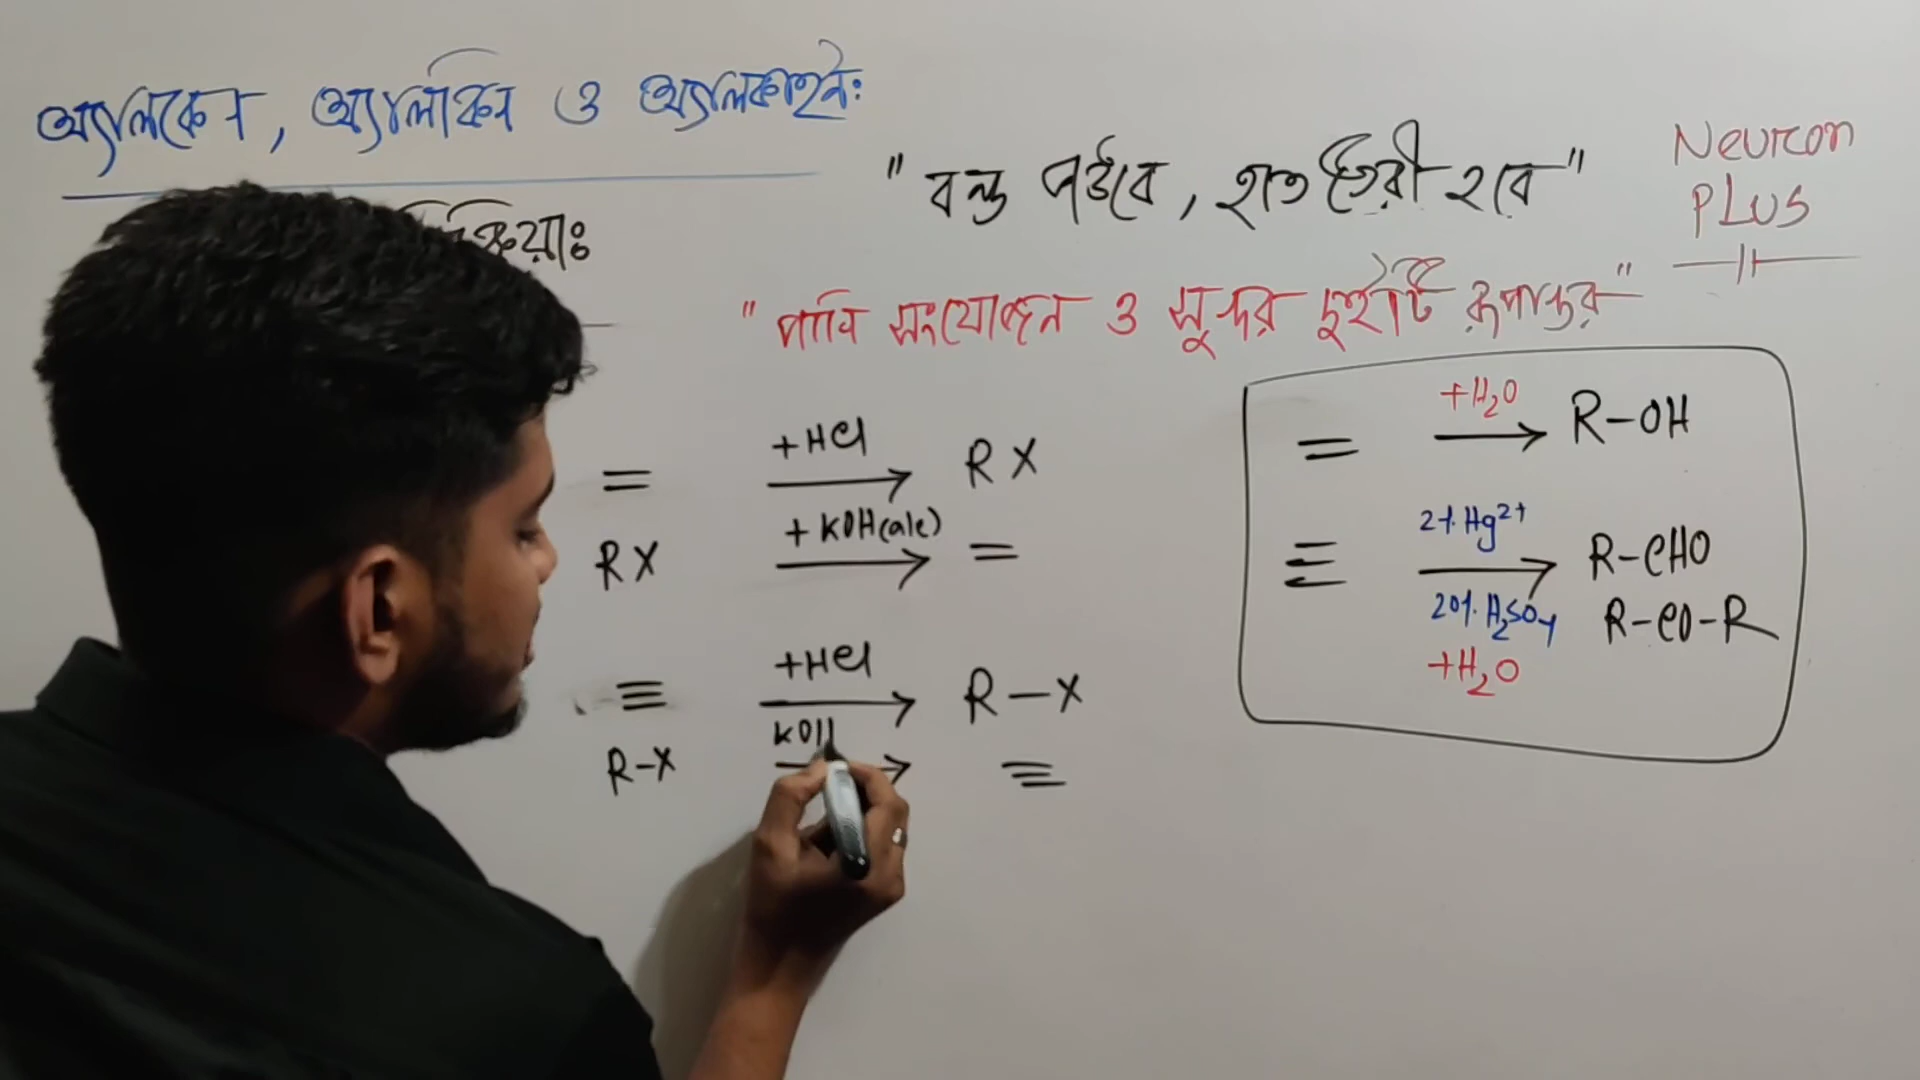 অ্যালকেন, অ্যালকিন ও অ্যালকাইনঃ
" বন্ড পড়বে, হাত তৈরী হবে "
Neuron
PLUS
" পানি সংযোজন ও সুন্দর দুইটি রূপান্তর "
= +HCl → RX
RX + KOH(alc) → =
≡ +HCl → R-X
R-X KOH → ≡
= +H₂O → R-OH
≡ 2% Hg²⁺ → R-CHO
20% H₂SO₄ R-CO-R
+H₂O